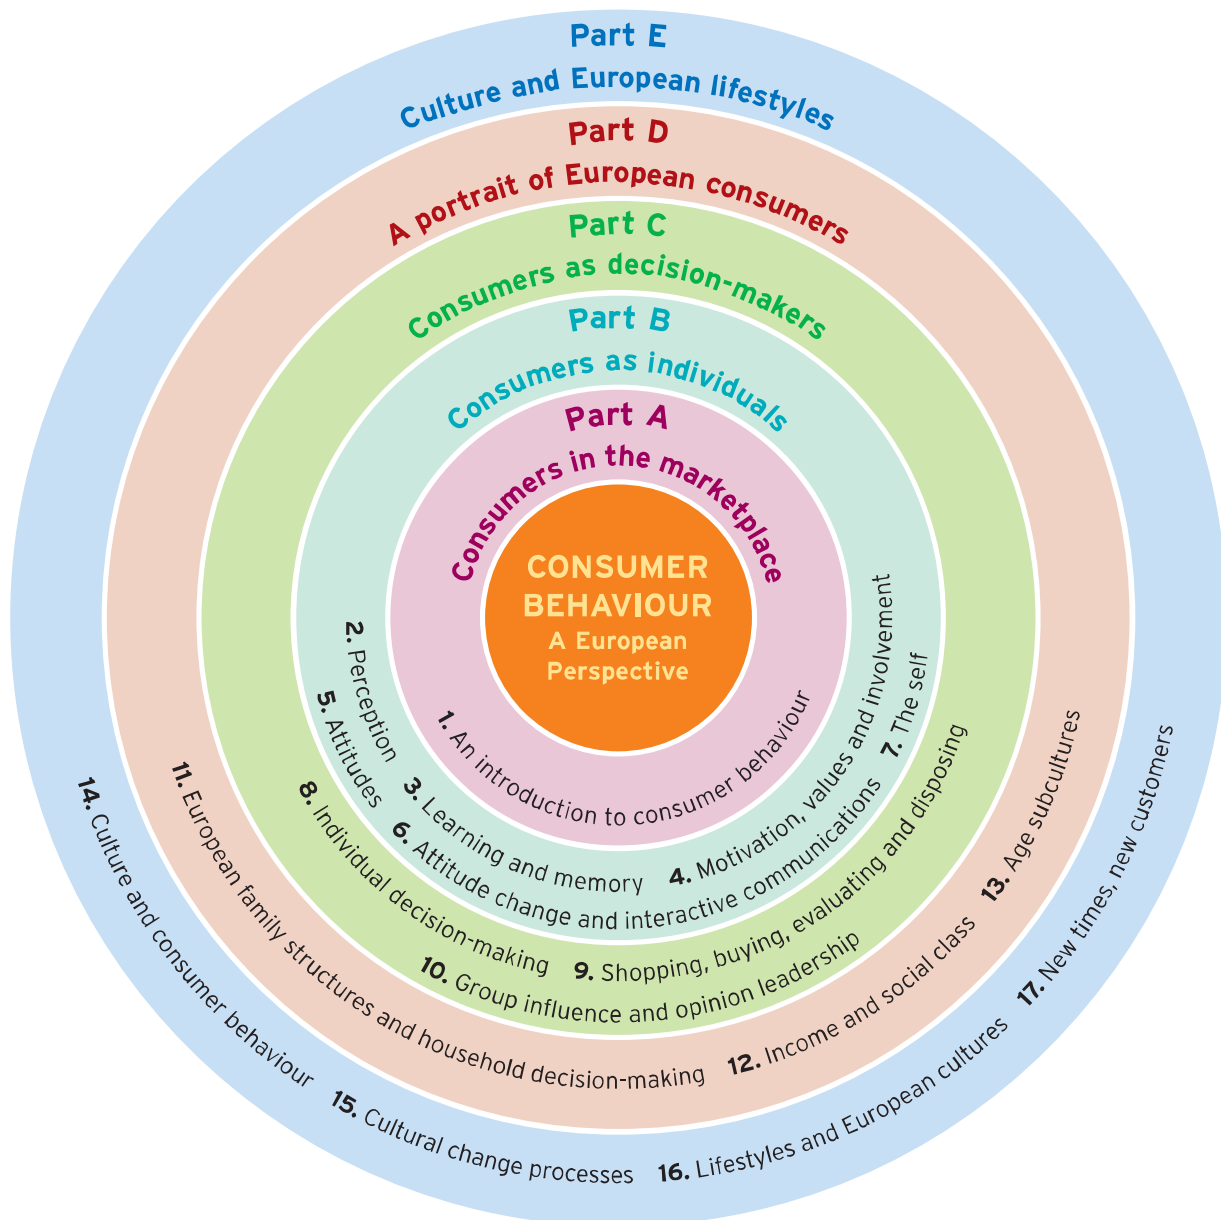 Part E
Culture and European lifestyles
Part D
A portrait of European consumers
Part C
Consumers as decision-makers
Part B
Consumers as individuals
Part A
Consumers in the marketplace
CONSUMER
BEHAVIOUR
A European
Perspective
1. An introduction to consumer behaviour
2. Perception
3. Learning and memory
4. Motivation, values and involvement
5. Attitudes
6. Attitude change and interactive communications
7. The self
8. Individual decision-making
9. Shopping, buying, evaluating and disposing
10. Group influence and opinion leadership
11. European family structures and household decision-making
12. Income and social class
13. Age subcultures
14. Culture and consumer behaviour
15. Cultural change processes
16. Lifestyles and European cultures
17. New times, new customers